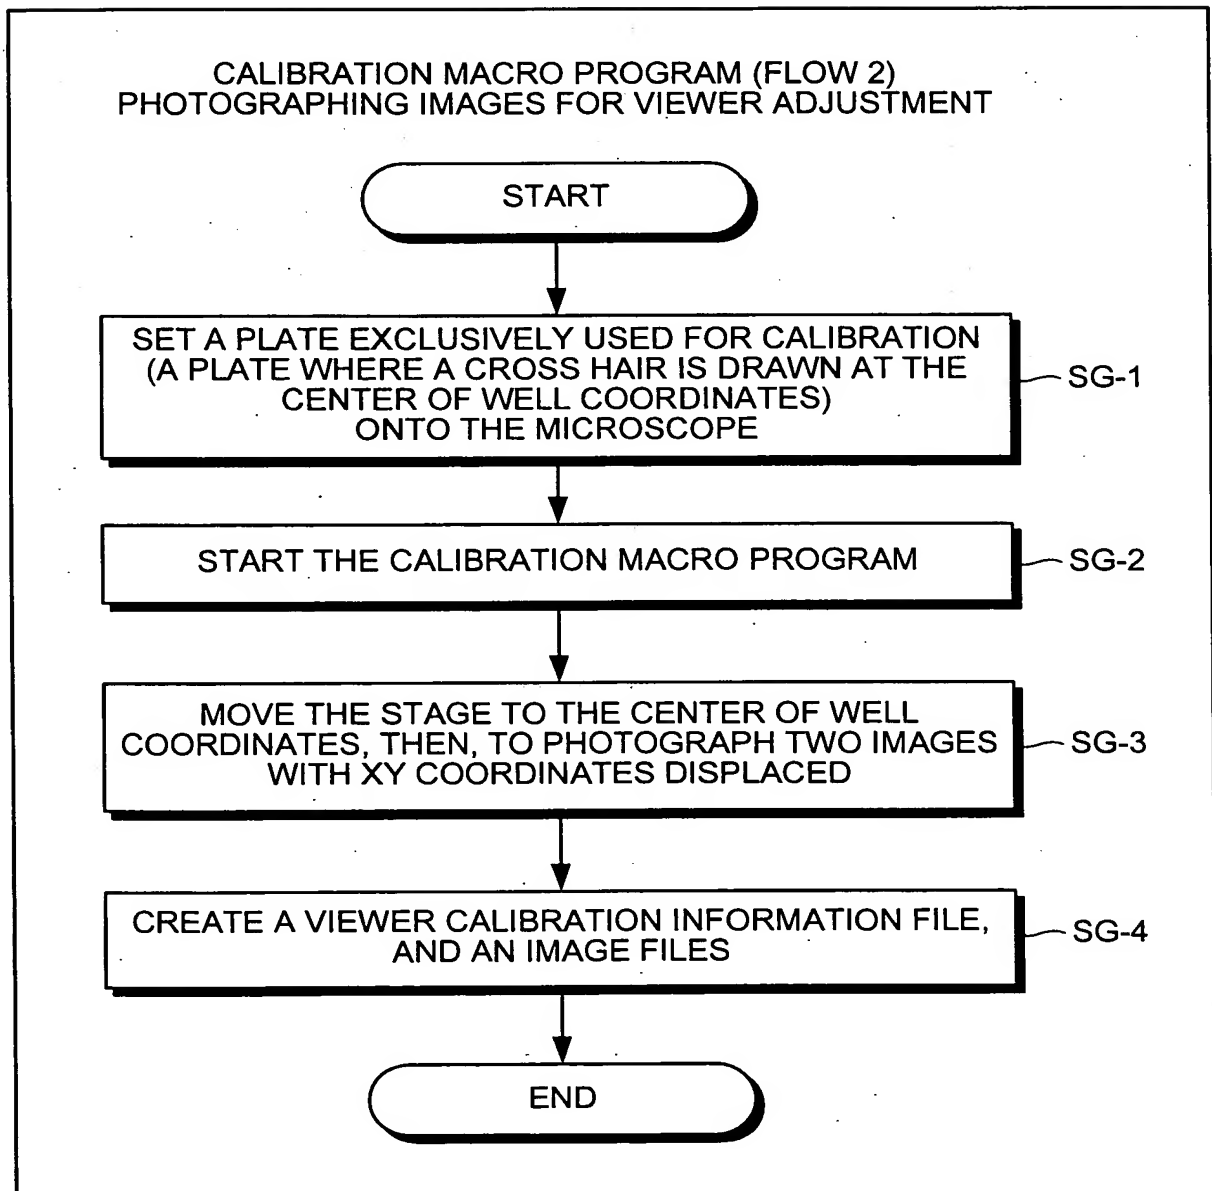 CALIBRATION MACRO PROGRAM (FLOW 2)
PHOTOGRAPHING IMAGES FOR VIEWER ADJUSTMENT
START
SET A PLATE EXCLUSIVELY USED FOR CALIBRATION
(A PLATE WHERE A CROSS HAIR IS DRAWN AT THE
CENTER OF WELL COORDINATES)
ONTO THE MICROSCOPE
SG-1
START THE CALIBRATION MACRO PROGRAM
SG-2
MOVE THE STAGE TO THE CENTER OF WELL
COORDINATES, THEN, TO PHOTOGRAPH TWO IMAGES
WITH XY COORDINATES DISPLACED
SG-3
CREATE A VIEWER CALIBRATION INFORMATION FILE,
AND AN IMAGE FILES
SG-4
END